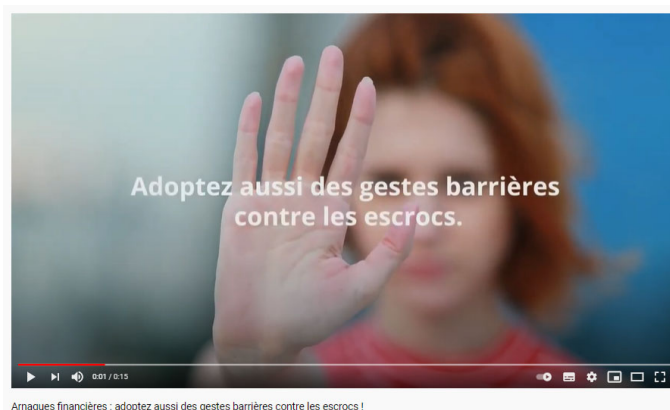 Adoptez aussi des gestes barrières
contre les escrocs.
0:01 / 0:15
Arnaques financières : adoptez aussi des gestes barrières contre les escrocs !